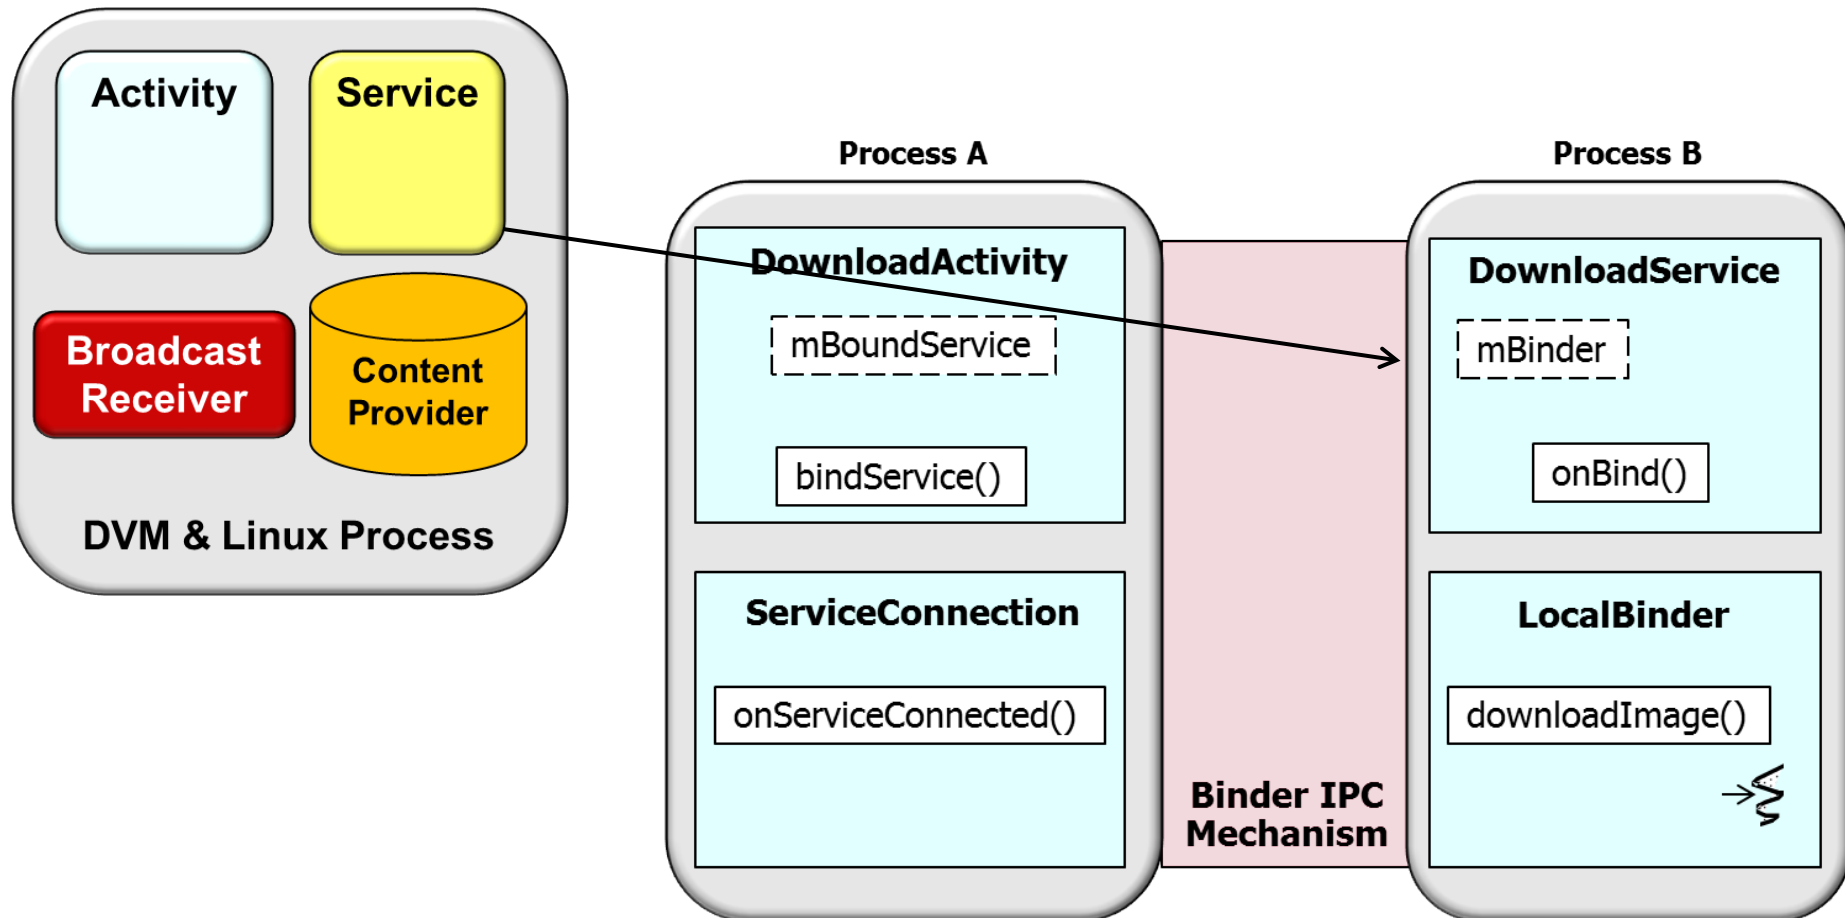 Activity
Service
Broadcast
Receiver
Content
Provider
DVM & Linux Process
Process A
DownloadActivity
mBoundService
bindService()
ServiceConnection
onServiceConnected()
Binder IPC
Mechanism
Process B
DownloadService
mBinder
onBind()
LocalBinder
downloadImage()